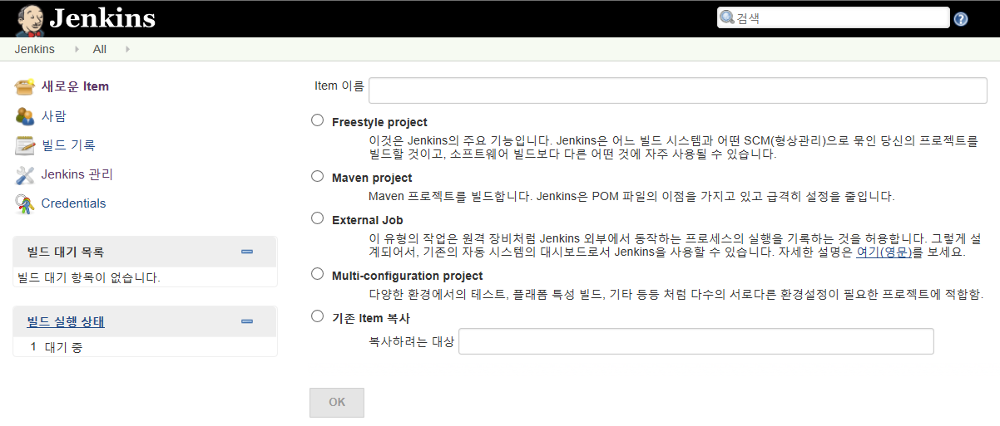 Jenkins
검색
Jenkins All
새로운 Item
사람
빌드 기록
Jenkins 관리
Credentials
빌드 대기 목록
빌드 대기 항목이 없습니다.
빌드 실행 상태
1 대기 중
Item 이름
Freestyle project
이것은 Jenkins의 주요 기능입니다. Jenkins은 어느 빌드 시스템과 어떤 SCM(형상관리)으로 묶인 당신의 프로젝트를
빌드할 것이고, 소프트웨어 빌드보다 다른 어떤 것에 자주 사용될 수 있습니다.
Maven project
Maven 프로젝트를 빌드합니다. Jenkins은 POM 파일의 이점을 가지고 있고 급격히 설정을 줄입니다.
External Job
이 유형의 작업은 원격 장비처럼 Jenkins 외부에서 동작하는 프로세스의 실행을 기록하는 것을 허용합니다. 그렇게 설
계되어서, 기존의 자동 시스템의 대시보드로서 Jenkins을 사용할 수 있습니다. 자세한 설명은 여기(영문)를 보세요.
Multi-configuration project
다양한 환경에서의 테스트, 플래폼 특성 빌드, 기타 등등 처럼 다수의 서로다른 환경설정이 필요한 프로젝트에 적합함.
기존 Item 복사
복사하려는 대상
OK